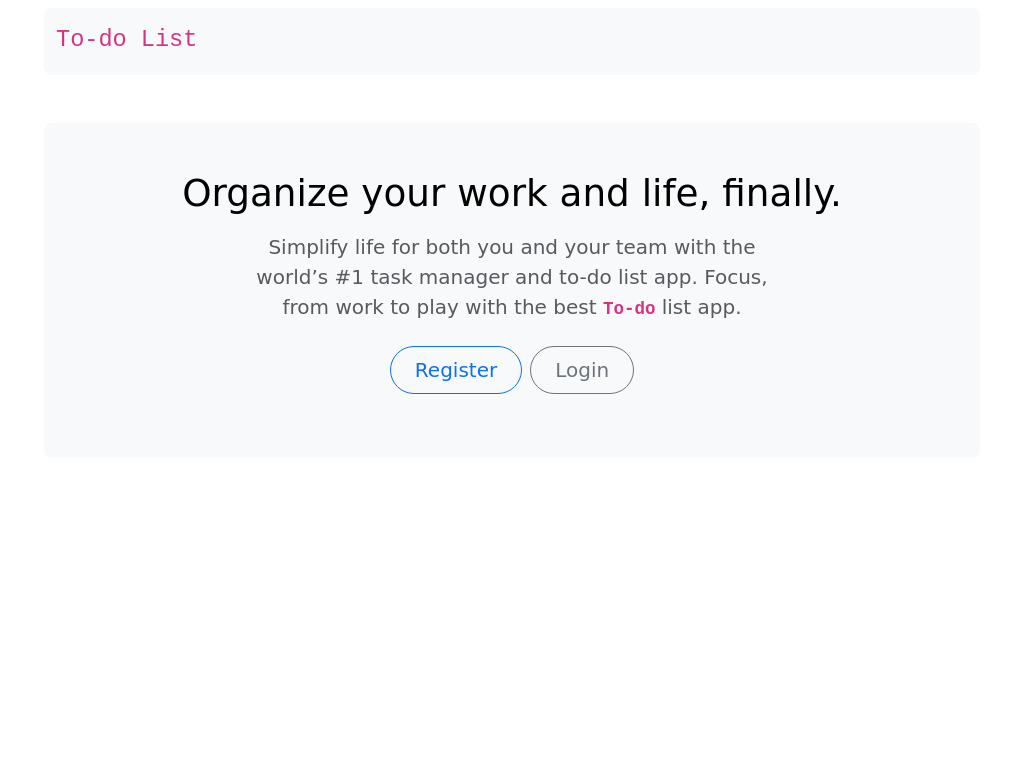 To-do List
Organize your work and life, finally.
Simplify life for both you and your team with the
world’s #1 task manager and to-do list app. Focus,
from work to play with the best To-do list app.
Register Login